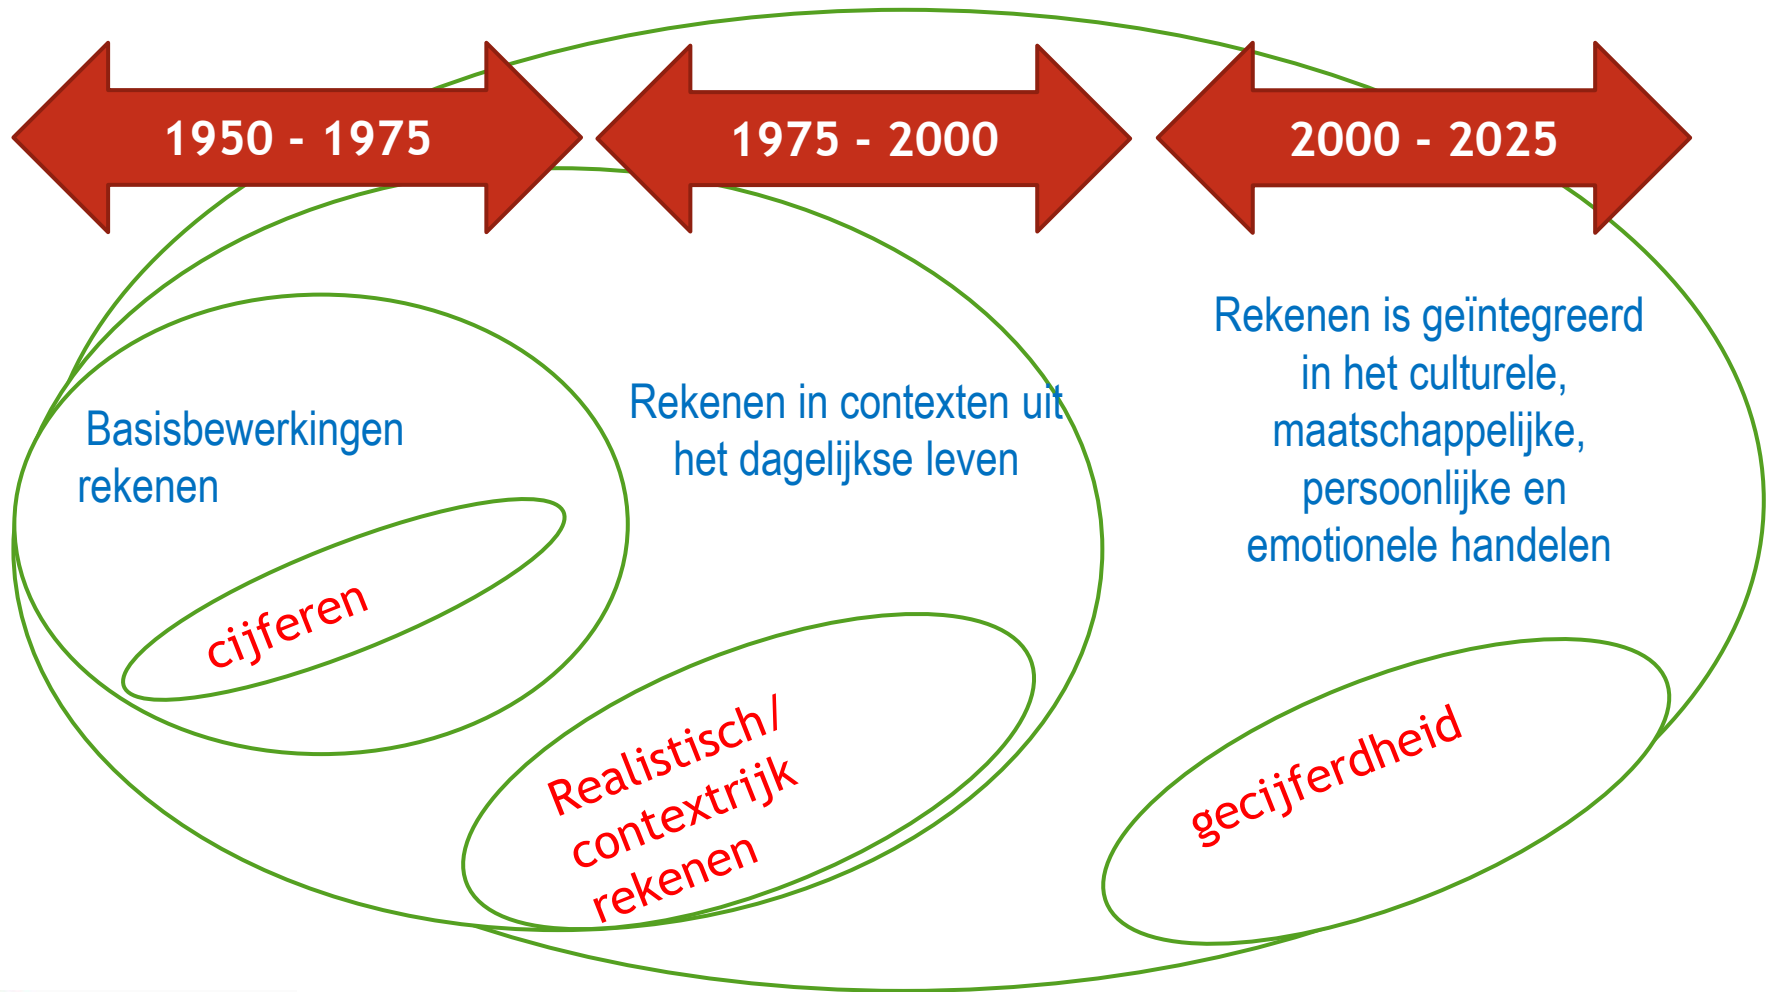 1950 - 1975
1975 - 2000
2000 - 2025
Basisbewerkingen
rekenen
cijferen
Rekenen in contexten uit
het dagelijkse leven
Realistisch/
contextrijk
rekenen
Rekenen is geïntegreerd
in het culturele,
maatschappelijke,
persoonlijke en
emotionele handelen
gecijferdheid